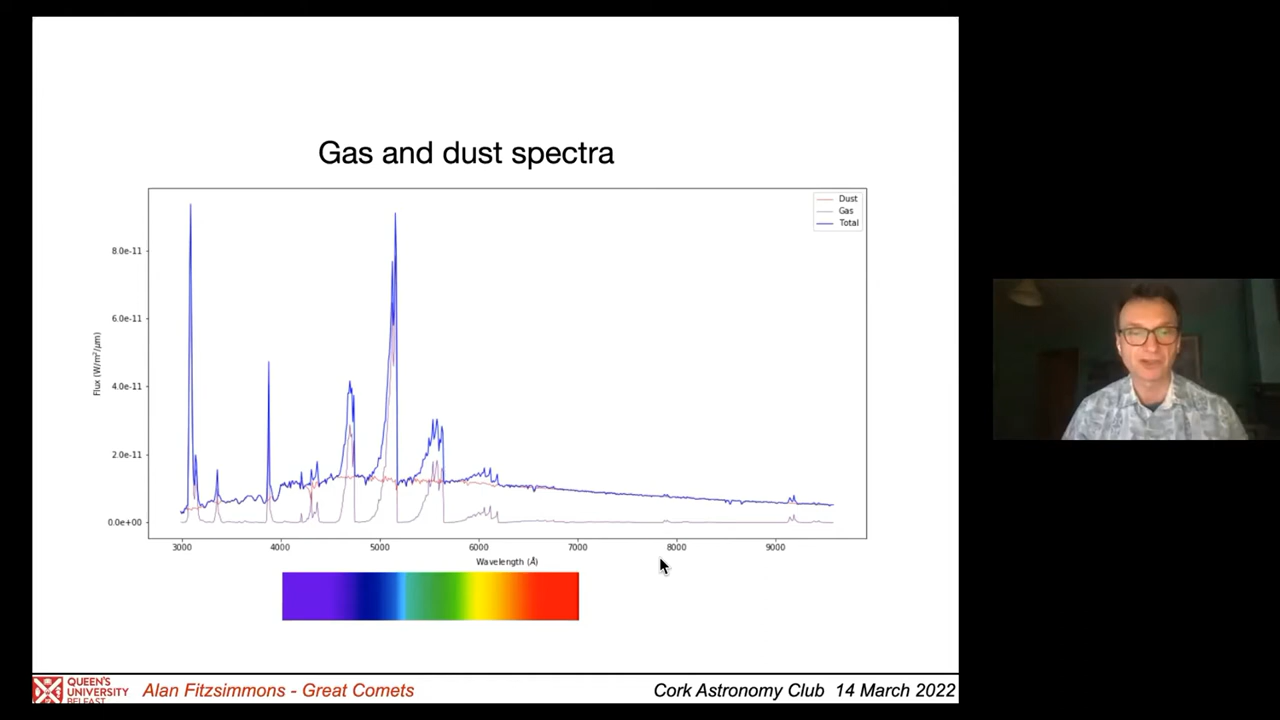 Gas and dust spectra
Dust
Gas
Total
8.0e-11
6.0e-11
4.0e-11
2.0e-11
0.0e+00
Flux (W/m²/μm)
3000 4000 5000 6000 7000 8000 9000
Wavelength (Å)
QUEEN'S
UNIVERSITY
BELFAST
Alan Fitzsimmons - Great Comets
Cork Astronomy Club 14 March 2022